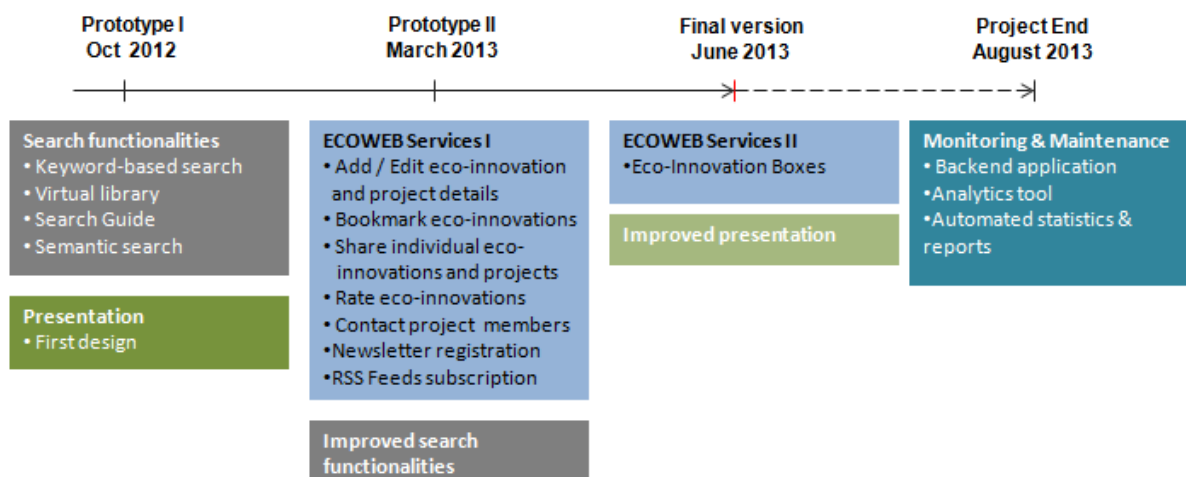 Prototype I
Oct 2012
Prototype II
March 2013
Final version
June 2013
Project End
August 2013
Search functionalities
• Keyword-based search
• Virtual library
• Search Guide
• Semantic search
Presentation
• First design
ECOWEB Services I
• Add / Edit eco-innovation
and project details
• Bookmark eco-innovations
• Share individual eco-
innovations and projects
• Rate eco-innovations
• Contact project members
•Newsletter registration
•RSS Feeds subscription
Improved search
functionalities
ECOWEB Services II
•Eco-Innovation Boxes
Improved presentation
Monitoring & Maintenance
• Backend application
•Analytics tool
•Automated statistics &
reports